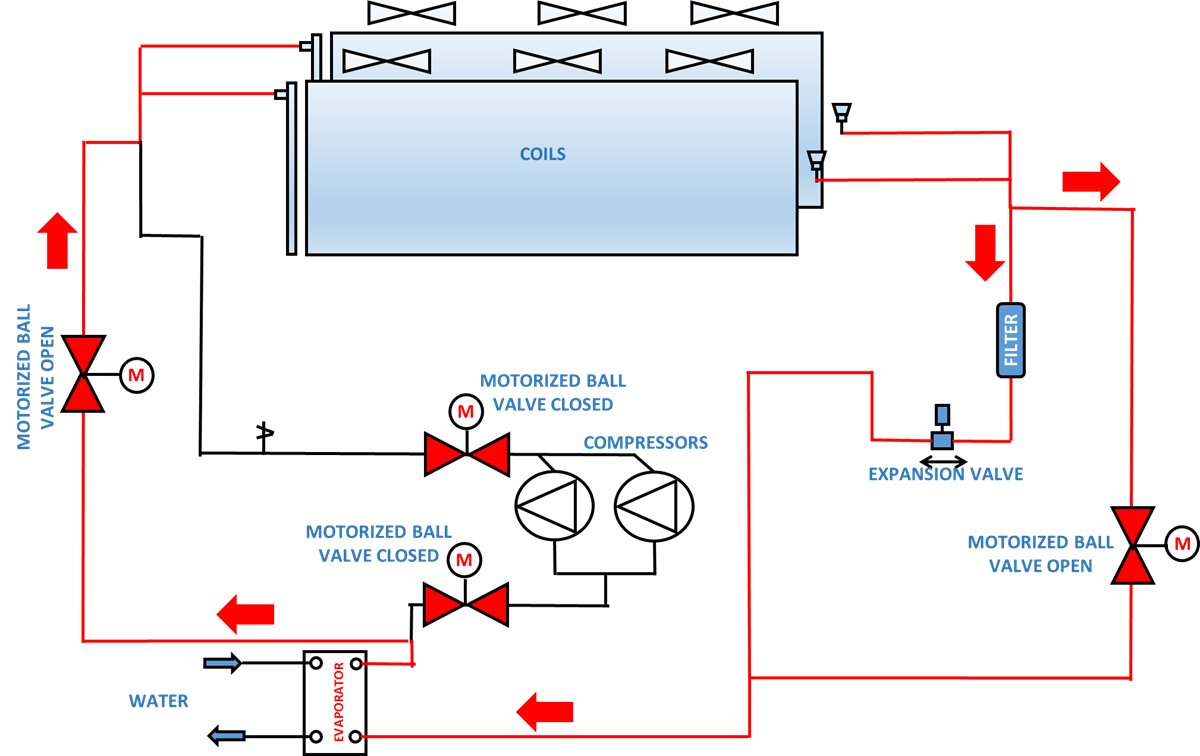 COILS
MOTORIZED BALL
VALVE OPEN
M
FILTER
MOTORIZED BALL
VALVE CLOSED
M
COMPRESSORS
EXPANSION VALVE
MOTORIZED BALL
VALVE CLOSED
M
MOTORIZED BALL
VALVE OPEN
M
WATER
EVAPORATOR